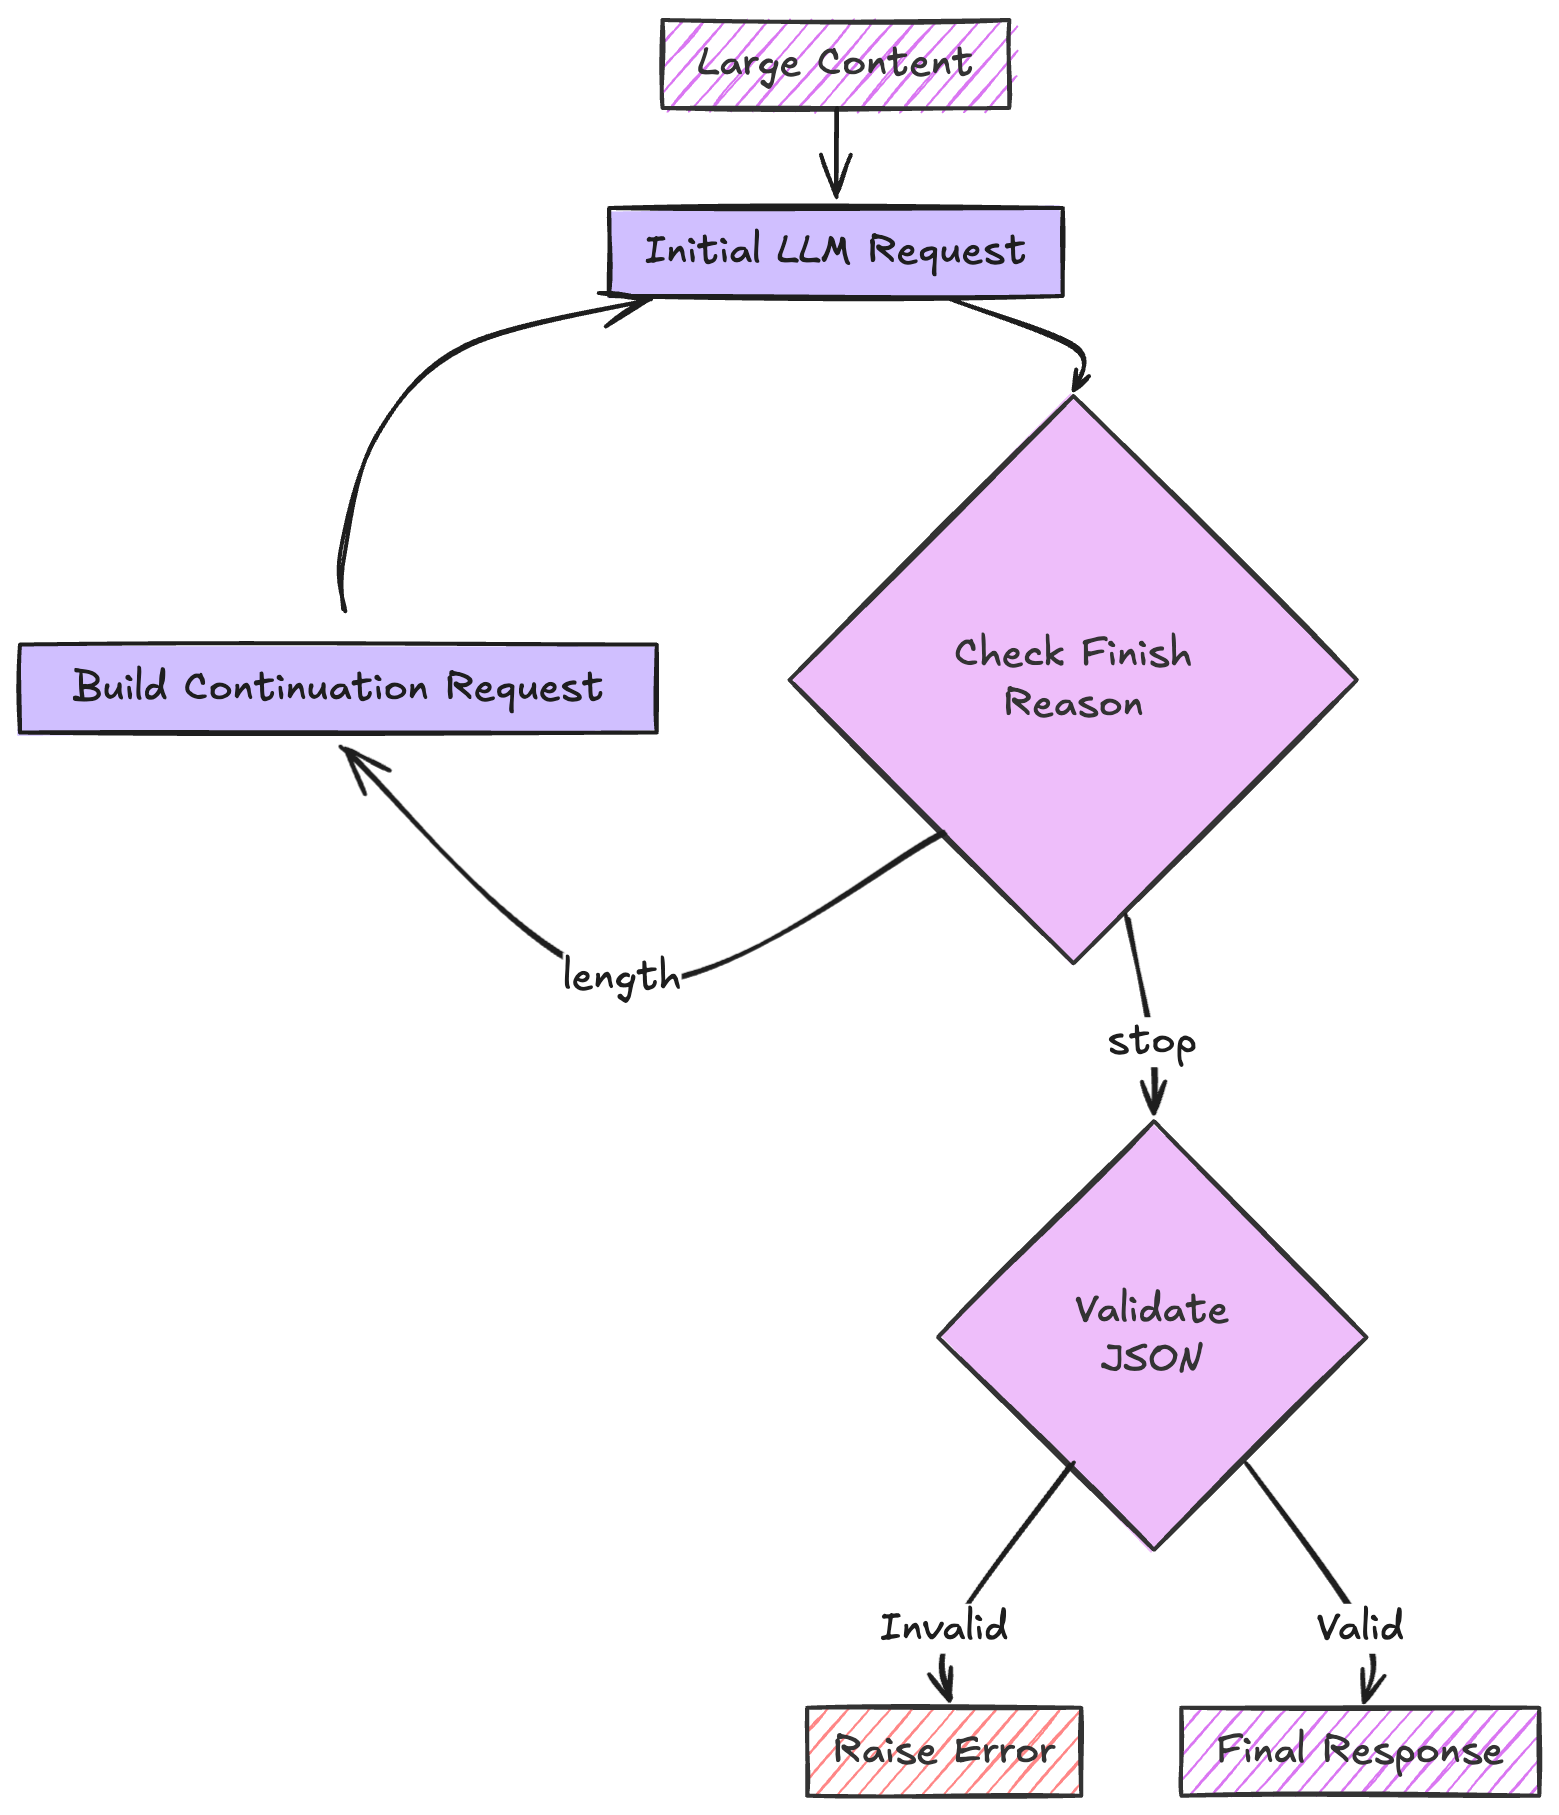 Large Content
Initial LLM Request
Check Finish
Reason
Build Continuation Request
length
stop
Validate
JSON
Invalid
Valid
Raise Error
Final Response